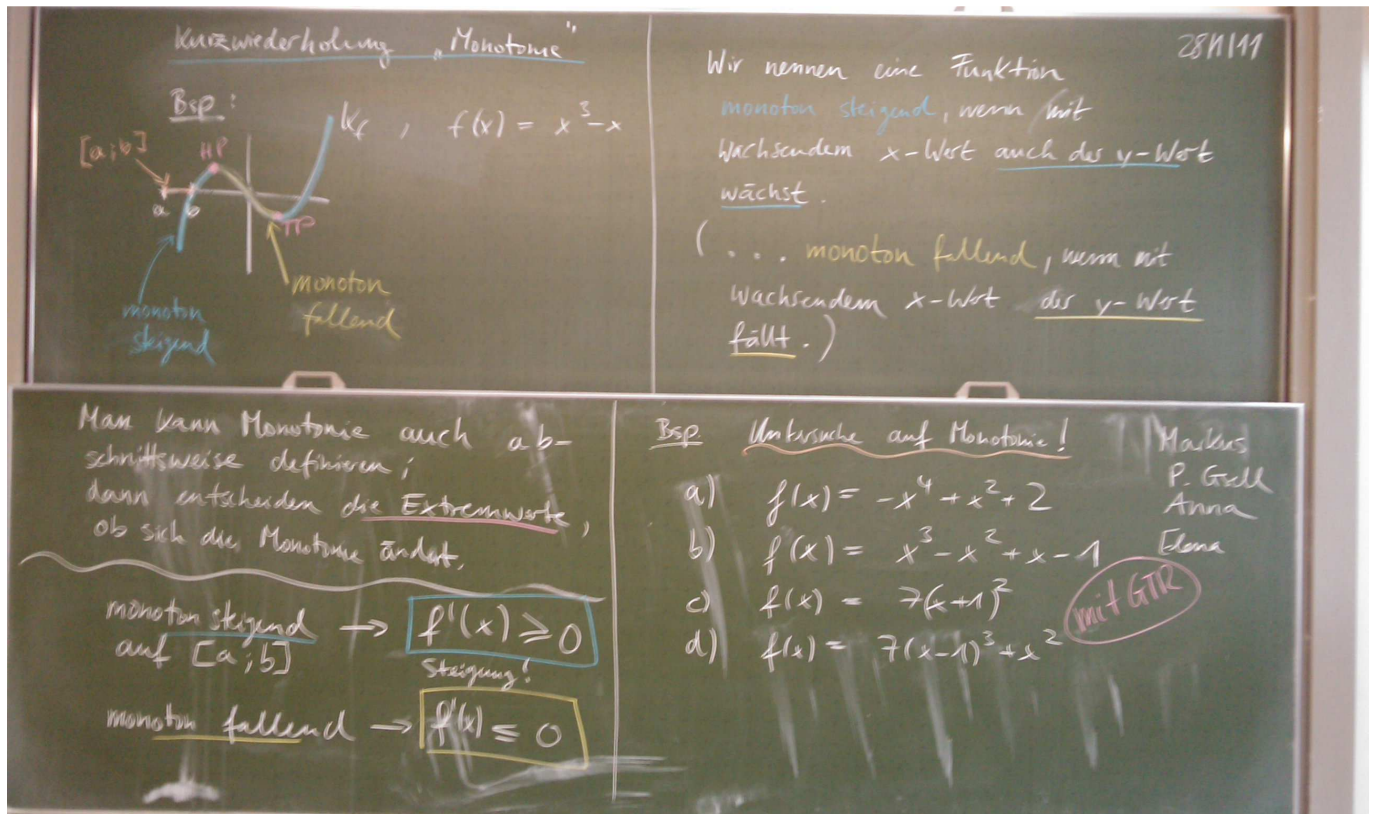 Kurzwiederholung „Monotonie“
Bsp:
[a;b]
HP
Kf , f(x) = x³-x
a b
TP
monoton
fallend
monoton
steigend
28/1/11
Wir nennen eine Funktion
monoton steigend, wenn mit
wachsendem x-Wert auch der y-Wert
wächst.
(... monoton fallend, wenn mit
wachsendem x-Wert der y-Wert
fällt.)
Man kann Monotonie auch ab-
schnittsweise definieren;
dann entscheiden die Extremwerte,
ob sich die Monotonie ändert.
monoton steigend → f'(x) ≥ 0
auf [a;b]
Steigung!
monoton fallend → f'(x) ≤ 0
Bsp. Untersuche auf Monotonie!
a) f(x) = -x⁴ + x² + 2
b) f(x) = x³ - x² + x - 1
c) f(x) = 7(x+1)²
d) f(x) = 7(x-1)³+x²
mit GTR
Markus
P.
Anna
Elena